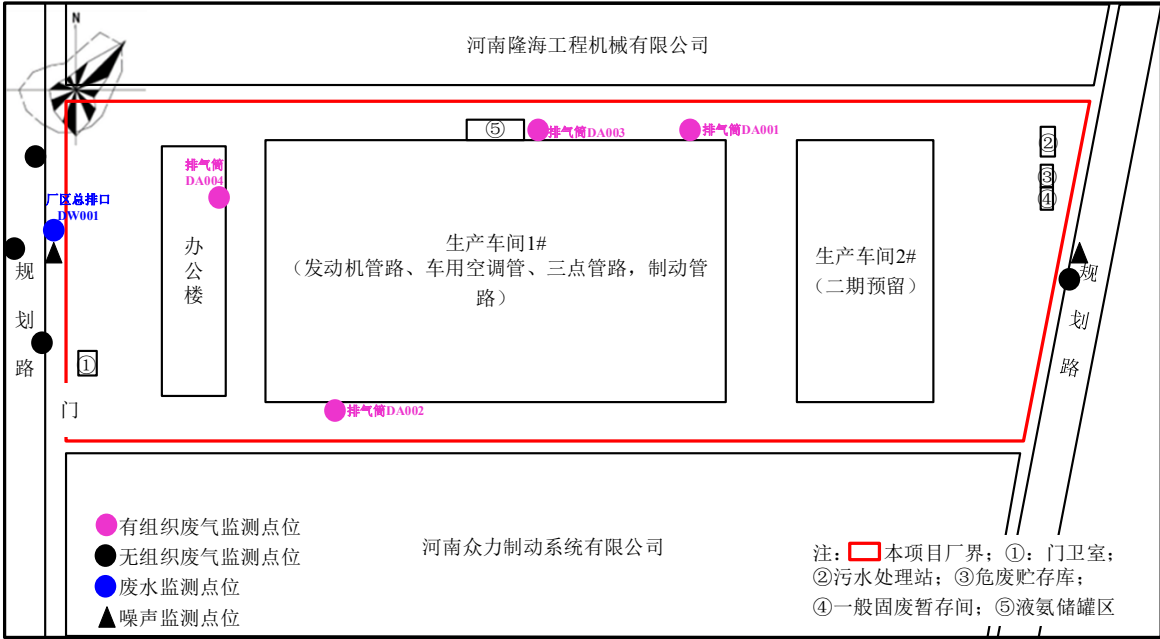 N
河南隆海工程机械有限公司
⑤
排气筒DA003
排气筒DA001
②
③
④
排气筒
DA004
厂区总排口
DW001
办公楼
生产车间1#
（发动机管路、车用空调管、三点管路，制动管
路）
生产车间2#
（二期预留）
规划路
规划路
①
门
排气筒DA002
河南众力制动系统有限公司
有组织废气监测点位
无组织废气监测点位
废水监测点位
噪声监测点位
注：本项目厂界；①：门卫室；
②污水处理站；③危废贮存库；
④一般固废暂存间；⑤液氨储罐区